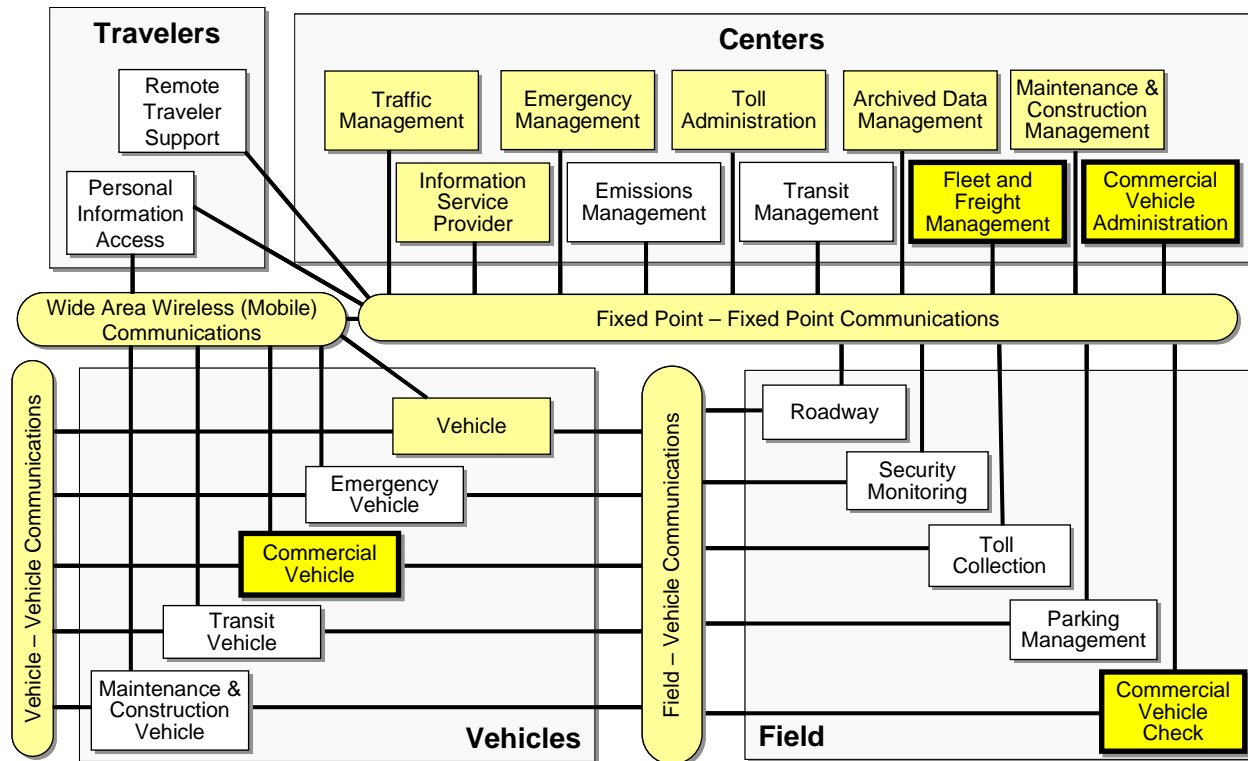 Travelers
Remote
Traveler
Support
Personal
Information
Access
Centers
Traffic
Management
Emergency
Management
Toll
Administration
Archived Data
Management
Maintenance &
Construction
Management
Information
Service
Provider
Emissions
Management
Transit
Management
Fleet and
Freight
Management
Commercial
Vehicle
Administration
Wide Area Wireless (Mobile)
Communications
Fixed Point – Fixed Point Communications
Vehicle – Vehicle Communications
Vehicle
Emergency
Vehicle
Commercial
Vehicle
Transit
Vehicle
Maintenance &
Construction
Vehicle
Vehicles
Field – Vehicle Communications
Roadway
Security
Monitoring
Toll
Collection
Parking
Management
Commercial
Vehicle
Check
Field